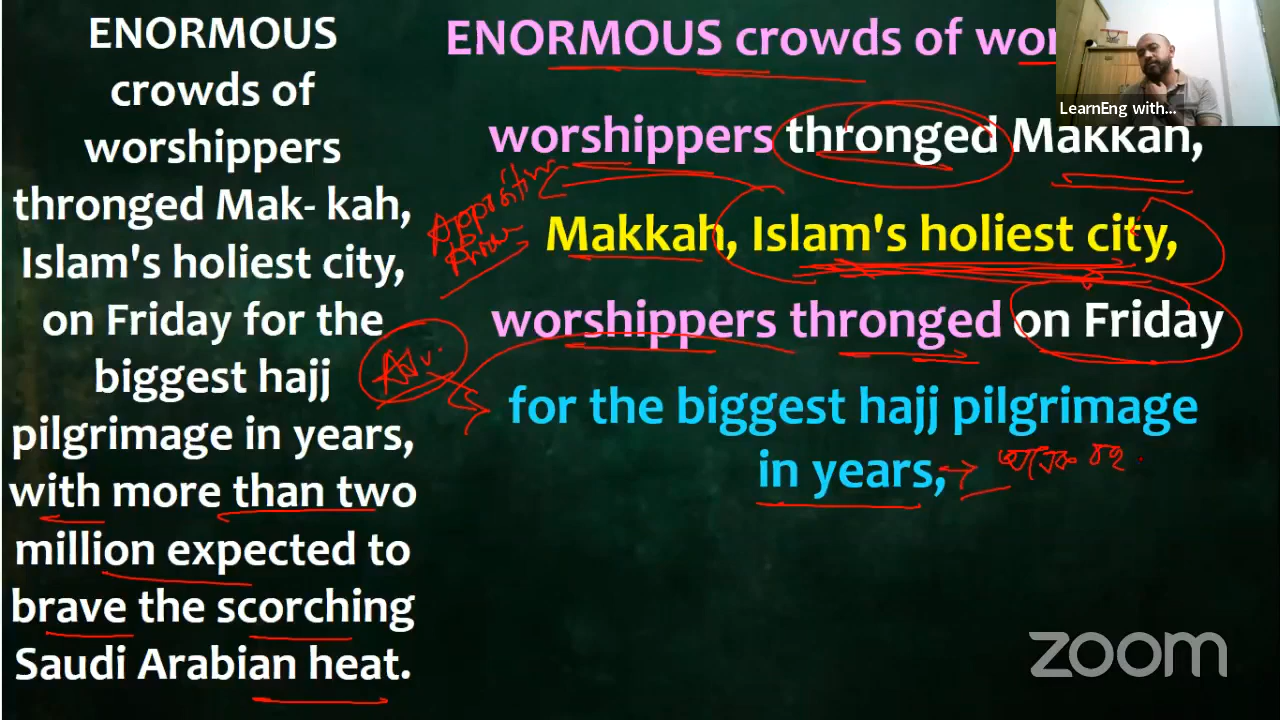 ENORMOUS
crowds of
worshippers
thronged Mak- kah,
Islam's holiest city,
on Friday for the
biggest hajj
pilgrimage in years,
with more than two
million expected to
brave the scorching
Saudi Arabian heat.
ENORMOUS crowds of wor
LearnEng with...
worshippers thronged Makkah,
Appositive
Makkah, Islam's holiest city,
worshippers thronged on Friday
Adv.
for the biggest hajj pilgrimage
in years,
zoom